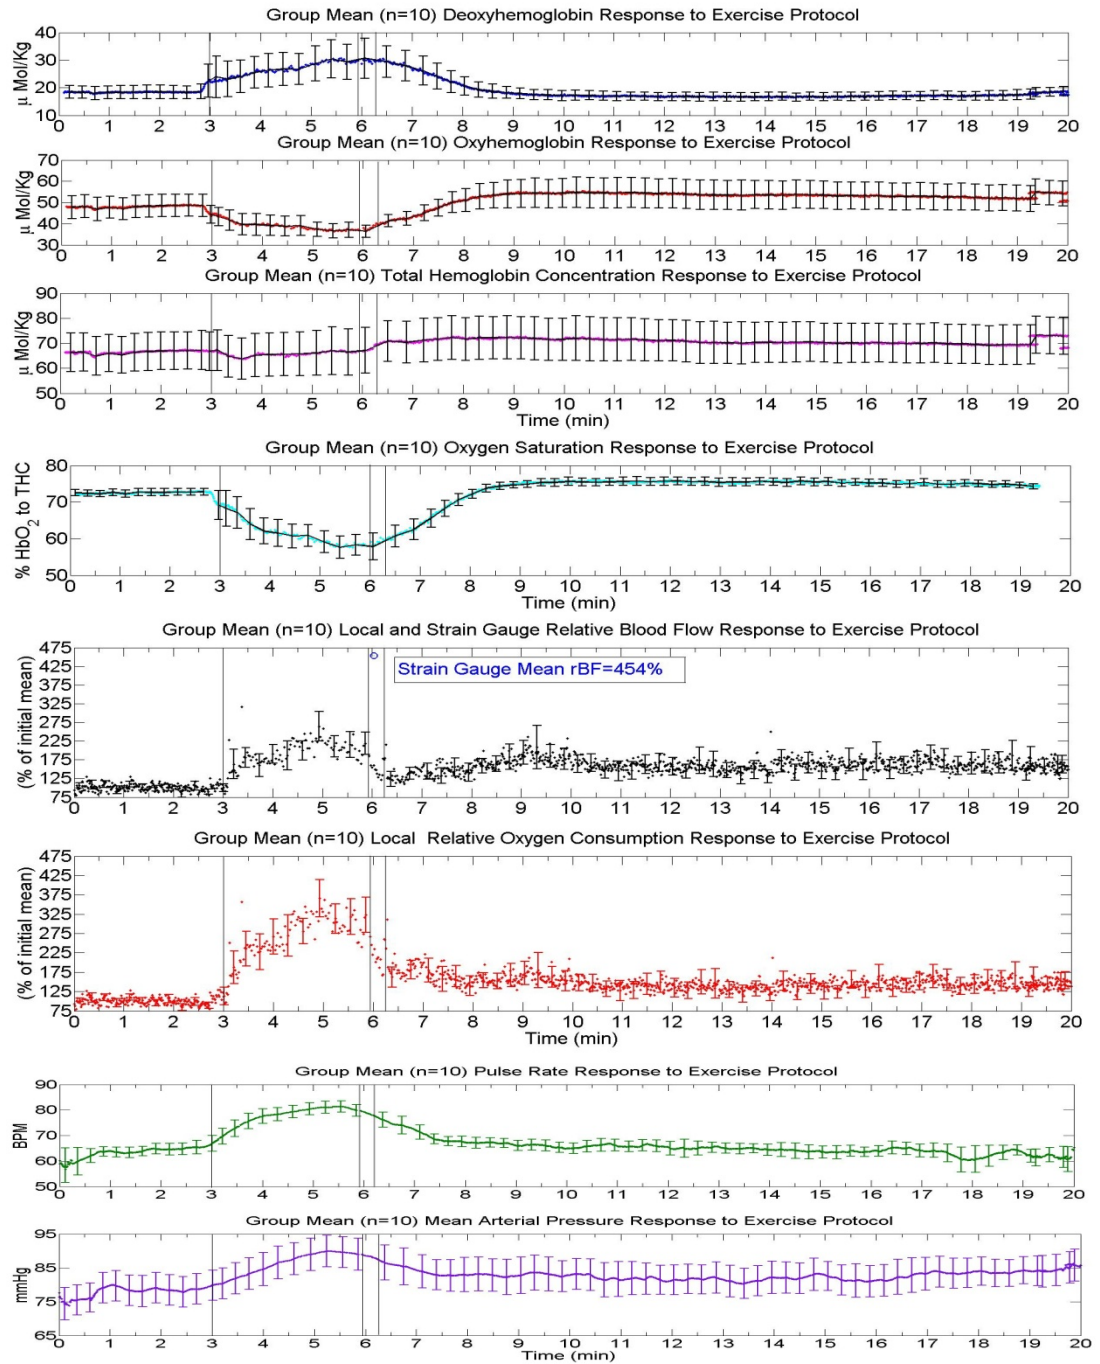 Group Mean (n=10) Deoxyhemoglobin Response to Exercise Protocol
μ Mol/Kg
40
30
20
10
0 1 2 3 4 5 6 7 8 9 10 11 12 13 14 15 16 17 18 19 20
Group Mean (n=10) Oxyhemoglobin Response to Exercise Protocol
μ Mol/Kg
70
60
50
40
30
0 1 2 3 4 5 6 7 8 9 10 11 12 13 14 15 16 17 18 19 20
Group Mean (n=10) Total Hemoglobin Concentration Response to Exercise Protocol
μ Mol/Kg
90
80
70
60
50
0 1 2 3 4 5 6 7 8 9 10 11 12 13 14 15 16 17 18 19 20
Time (min)
Group Mean (n=10) Oxygen Saturation Response to Exercise Protocol
% HbO2 to THC
80
70
60
50
0 1 2 3 4 5 6 7 8 9 10 11 12 13 14 15 16 17 18 19 20
Time (min)
Group Mean (n=10) Local and Strain Gauge Relative Blood Flow Response to Exercise Protocol
(% of initial mean)
475
425
375
325
275
225
175
125
75
Strain Gauge Mean rBF=454%
0 1 2 3 4 5 6 7 8 9 10 11 12 13 14 15 16 17 18 19 20
Group Mean (n=10) Local Relative Oxygen Consumption Response to Exercise Protocol
(% of initial mean)
475
425
375
325
275
225
175
125
75
0 1 2 3 4 5 6 7 8 9 10 11 12 13 14 15 16 17 18 19 20
Time (min)
Group Mean (n=10) Pulse Rate Response to Exercise Protocol
BPM
90
80
70
60
50
0 1 2 3 4 5 6 7 8 9 10 11 12 13 14 15 16 17 18 19 20
Group Mean (n=10) Mean Arterial Pressure Response to Exercise Protocol
mmHg
95
85
75
65
0 1 2 3 4 5 6 7 8 9 10 11 12 13 14 15 16 17 18 19 20
Time (min)